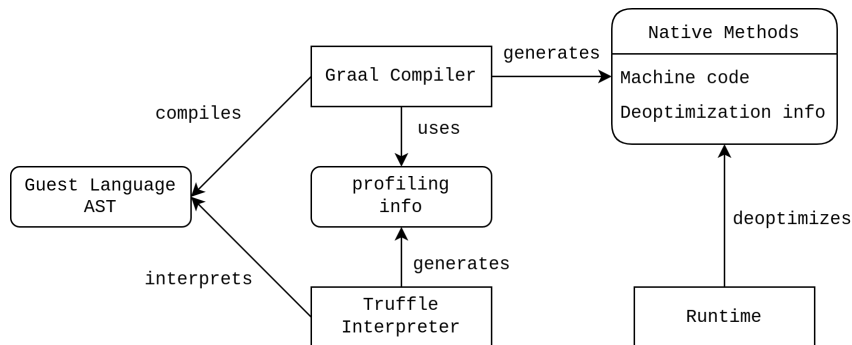 Native Methods
generates
Graal Compiler
Machine code
compiles
Deoptimization info
uses
Guest Language
AST
profiling
info
deoptimizes
interprets
generates
Truffle
Interpreter
Runtime